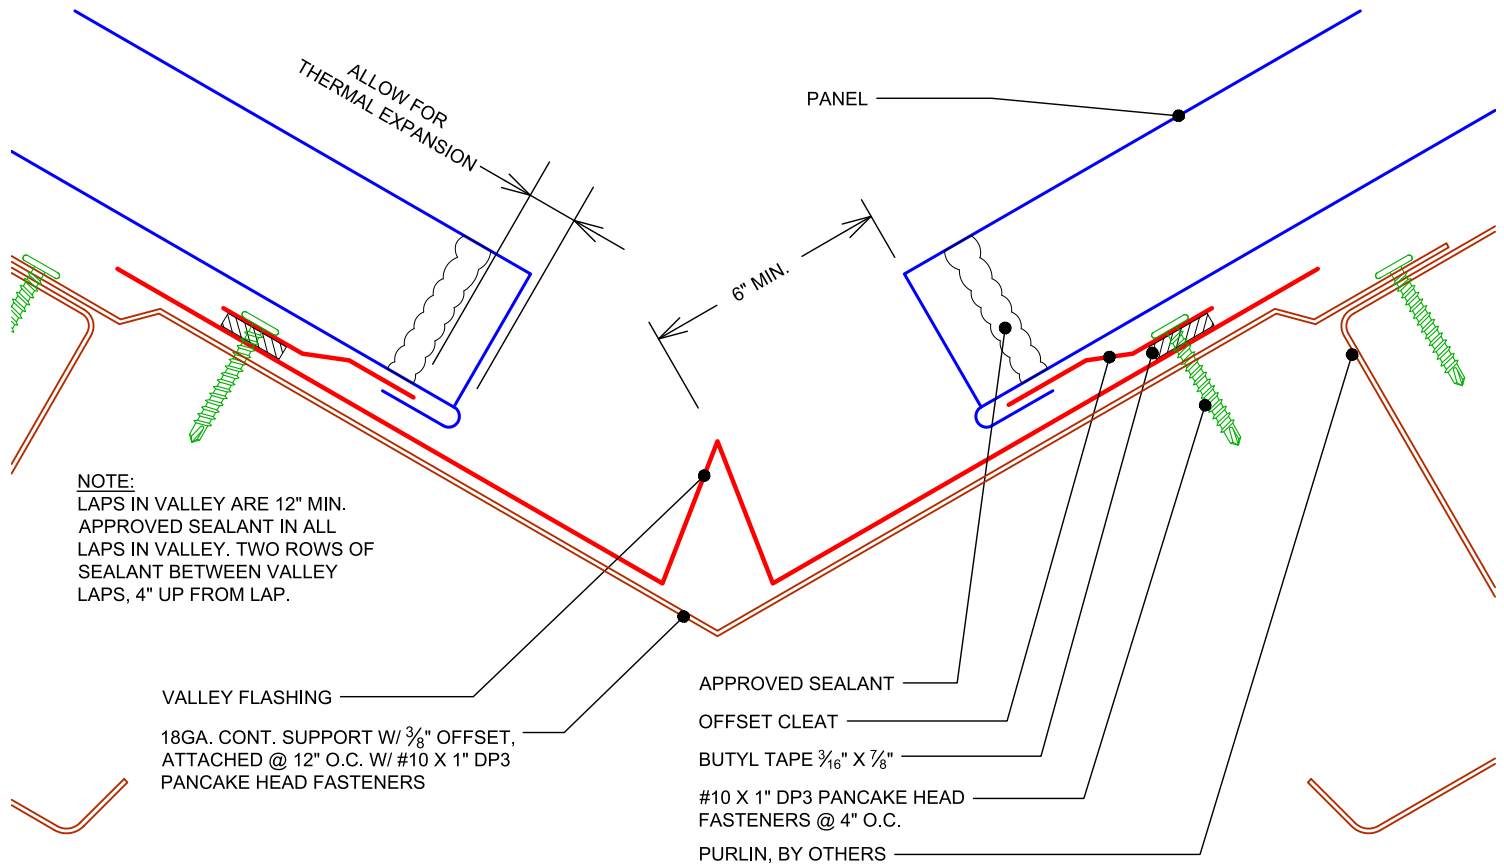 ALLOW FOR
THERMAL EXPANSION
PANEL
6" MIN.
NOTE:
LAPS IN VALLEY ARE 12" MIN.
APPROVED SEALANT IN ALL
LAPS IN VALLEY. TWO ROWS OF
SEALANT BETWEEN VALLEY
LAPS, 4" UP FROM LAP.
VALLEY FLASHING
18GA. CONT. SUPPORT W/ 3/8" OFFSET,
ATTACHED @ 12" O.C. W/ #10 X 1" DP3
PANCAKE HEAD FASTENERS
APPROVED SEALANT
OFFSET CLEAT
BUTYL TAPE 3/16" X 7/8"
#10 X 1" DP3 PANCAKE HEAD
FASTENERS @ 4" O.C.
PURLIN, BY OTHERS